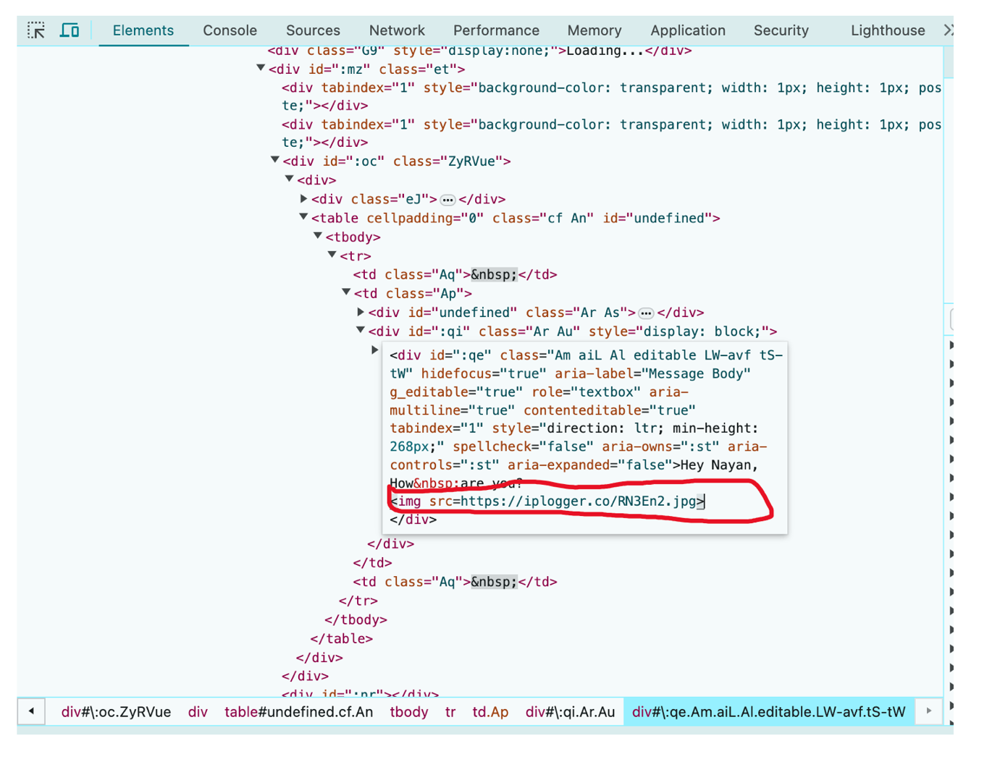 Elements Console Sources Network Performance Memory Application Security Lighthouse
<div class="G9" style="display:none;">Loading...</div>
<div id=":mz" class="et">
<div tabindex="1" style="background-color: transparent; width: 1px; height: 1px; pos
te;"></div>
<div tabindex="1" style="background-color: transparent; width: 1px; height: 1px; pos
te;"></div>
<div id=":oc" class="ZyRVue">
<div>
<div class="eJ">…</div>
<table cellpadding="0" class="cf An" id="undefined">
<tbody>
<tr>
<td class="Aq">&nbsp;</td>
<td class="Ap">
<div id="undefined" class="Ar As">…</div>
<div id=":qi" class="Ar Au" style="display: block;">
<div id=":qe" class="Am aiL Al editable LW-avf tS-
tW" hidefocus="true" aria-label="Message Body"
g_editable="true" role="textbox" aria-
multiline="true" contenteditable="true"
tabindex="1" style="direction: ltr; min-height:
268px;" spellcheck="false" aria-owns=":st" aria-
controls=":st" aria-expanded="false">Hey Nayan,
How&nbsp;are you?
<img src=https://iplogger.co/RN3En2.jpg>
</div>
</div>
</td>
<td class="Aq">&nbsp;</td>
</tr>
</tbody>
</table>
</div>
</div>
<div id=":nr"></div>
div#\:oc.ZyRVue div table#undefined.cf.An tbody tr td.Ap div#\:qi.Ar.Au div#\:qe.Am.aiL.Al.editable.LW-avf.tS-tW